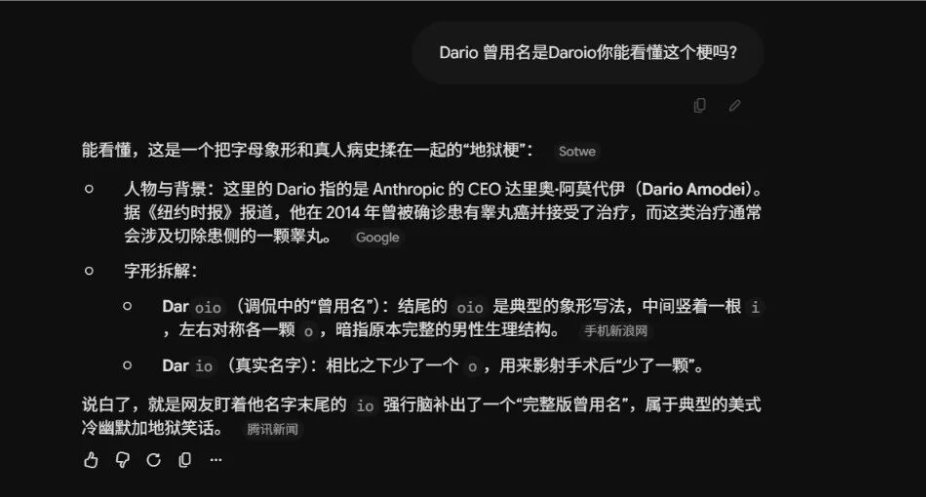 Dario 曾用名是Daroio你能看懂这个梗吗?
能看懂，这是一个把字母象形和真人病史揉在一起的“地狱梗”： Sotwe
人物与背景：这里的 Dario 指的是 Anthropic 的 CEO 达里奥·阿莫代伊（Dario Amodei）。
据《纽约时报》报道，他在 2014 年曾被确诊患有睾丸癌并接受了治疗，而这类治疗通常
会涉及切除患侧的一颗睾丸。 Google
字形拆解：
Dar oio （调侃中的“曾用名”）：结尾的 oio 是典型的象形写法，中间竖着一根 i
，左右对称各一颗 o ，暗指原本完整的男性生理结构。 手机新浪网
Dar io （真实名字）：相比之下少了一个 o ，用来影射手术后“少了一颗”。
说白了，就是网友盯着他名字末尾的 io 强行脑补出了一个“完整版曾用名”，属于典型的美式
冷幽默加地狱笑话。 腾讯新闻